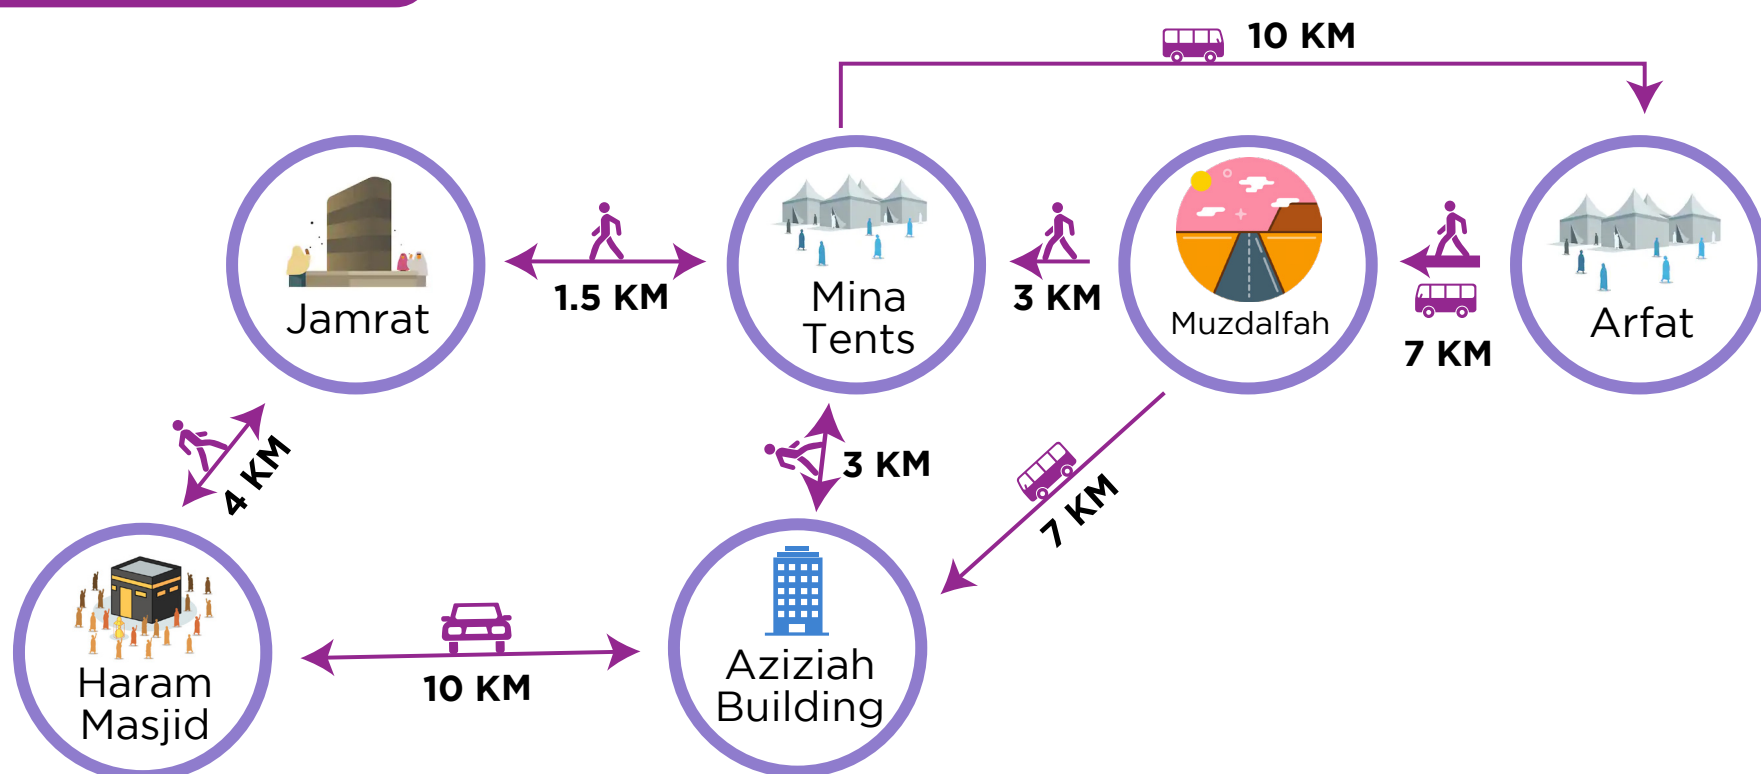 10 KM
Jamrat
1.5 KM
Mina
Tents
3 KM
Muzdalfah
7 KM
Arfat
4 KM
3 KM
7 KM
Haram
Masjid
10 KM
Aziziah
Building